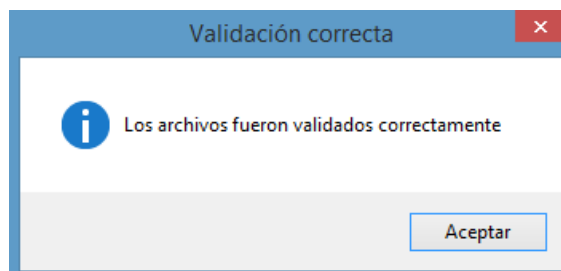 Validación correcta
Los archivos fueron validados correctamente
Aceptar